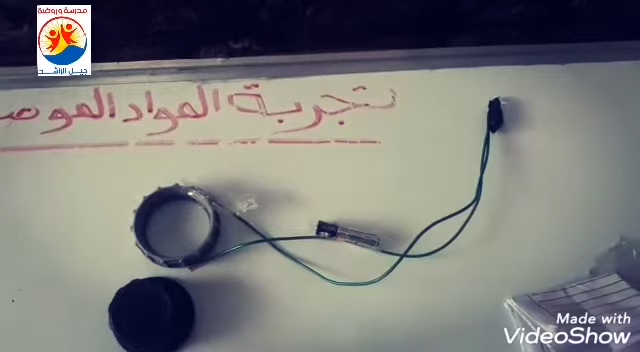 مدرسة وروضة
جيل الراشد
تجربة المواد
Made with
VideoShow